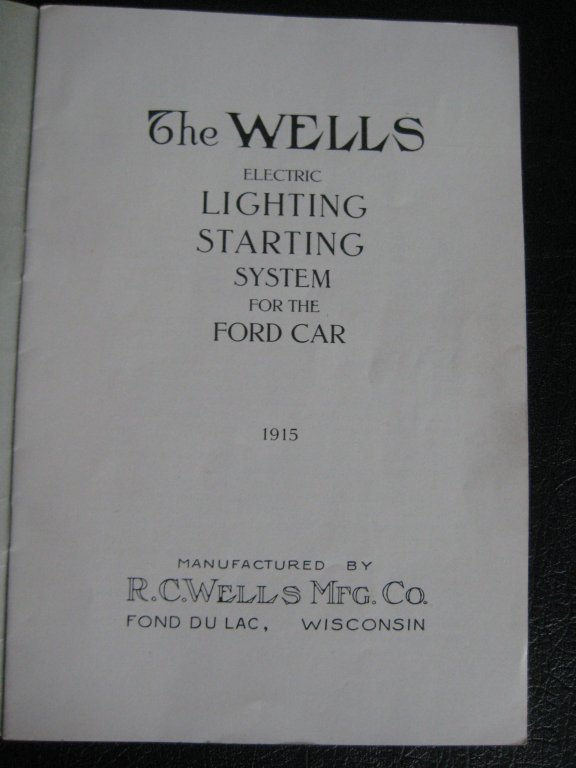 The WELLS
ELECTRIC
LIGHTING
STARTING
SYSTEM
FOR THE
FORD CAR
1915
MANUFACTURED BY
R.C. WELLS MFG. CO.
FOND DU LAC, WISCONSIN